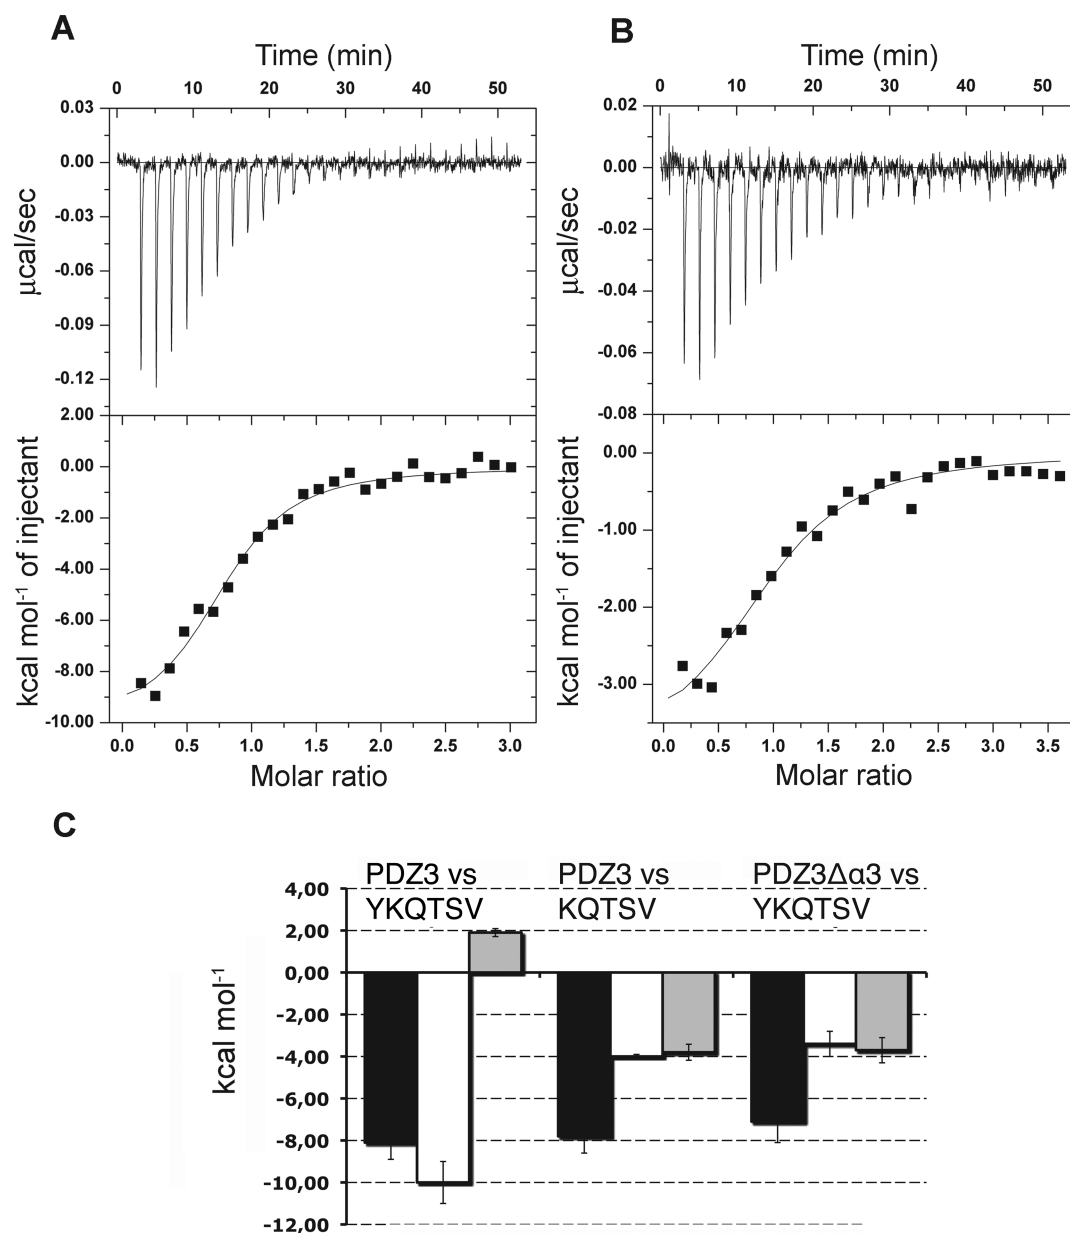 A
Time (min)
0 10 20 30 40 50
0.03
0.00
-0.03
-0.06
-0.09
-0.12
μcal/sec
2.00
0.00
-2.00
-4.00
-6.00
-8.00
-10.00
kcal mol⁻¹ of injectant
0.0 0.5 1.0 1.5 2.0 2.5 3.0
Molar ratio
B
Time (min)
0 10 20 30 40 50
0.02
0.00
-0.02
-0.04
-0.06
-0.08
μcal/sec
0.00
-1.00
-2.00
-3.00
kcal mol⁻¹ of injectant
0.0 0.5 1.0 1.5 2.0 2.5 3.0 3.5
Molar ratio
C
PDZ3 vs
YKQTSV
PDZ3 vs
KQTSV
PDZ3Δα3 vs
YKQTSV
4,00
2,00
0,00
-2,00
-4,00
-6,00
-8,00
-10,00
-12,00
kcal mol⁻¹